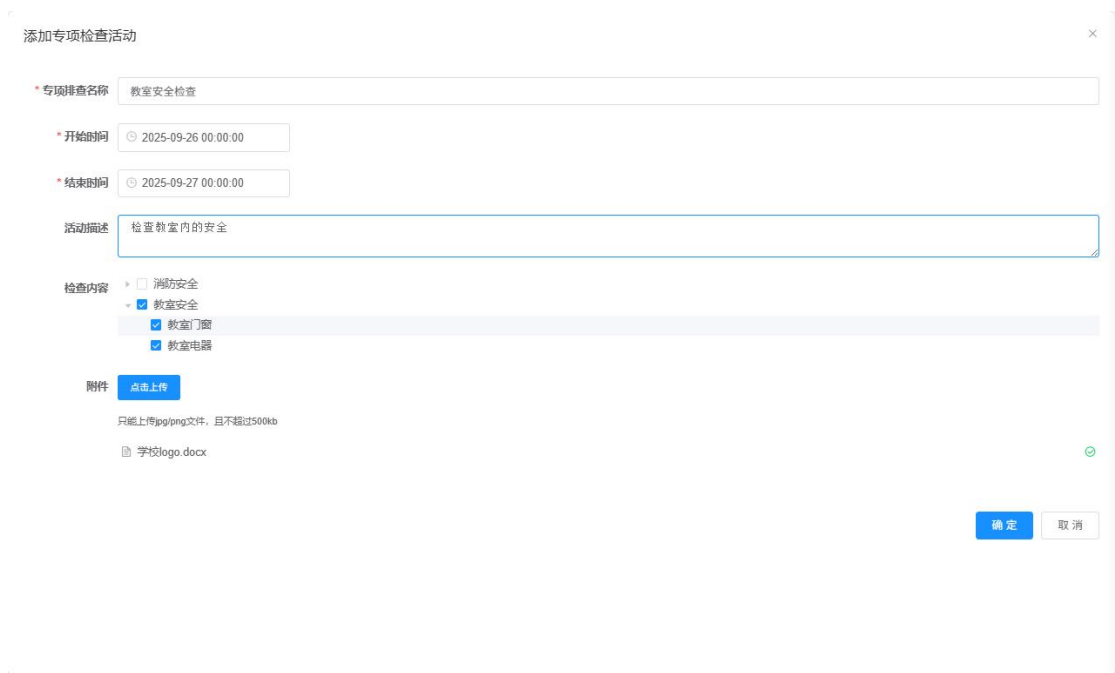 添加专项检查活动
* 专项排查名称 教室安全检查
* 开始时间 2025-09-26 00:00:00
* 结束时间 2025-09-27 00:00:00
活动描述 检查教室内的安全
检查内容 消防安全
教室安全
教室门窗
教室电器
附件 点击上传
只能上传jpg/png文件，且不超过500kb
学校logo.docx
确定 取消